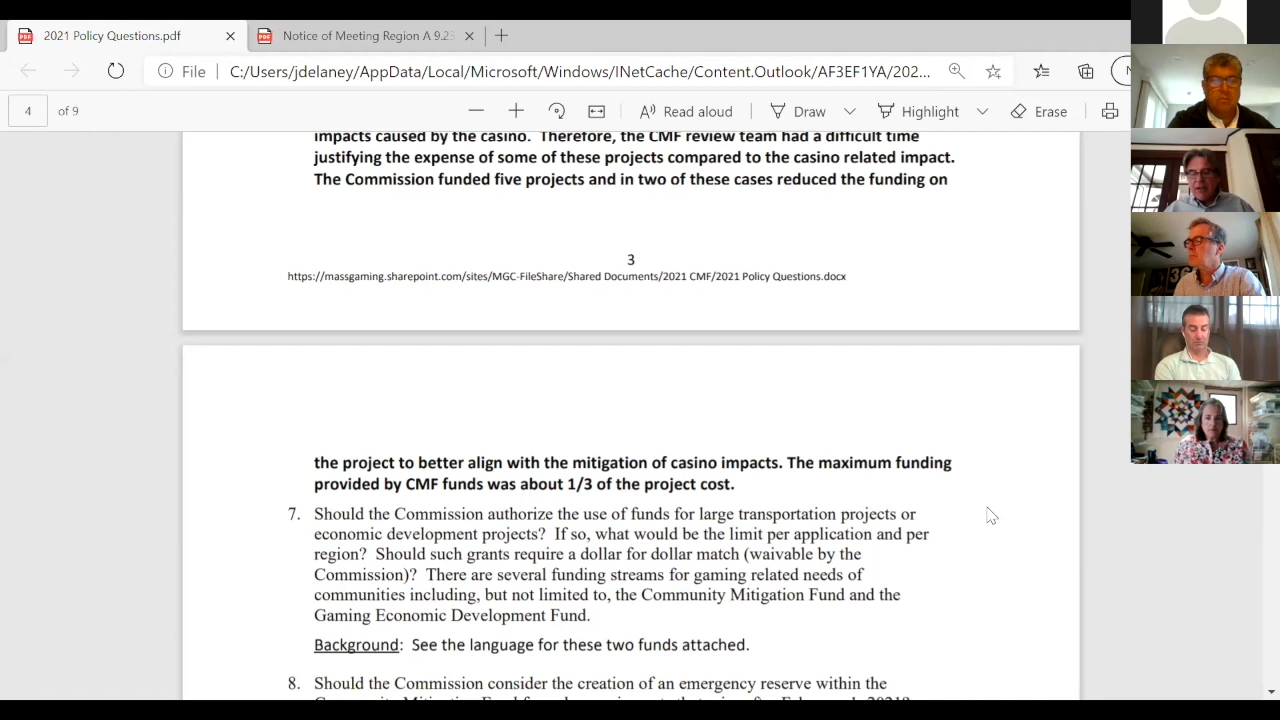 2021 Policy Questions.pdf
Notice of Meeting Region A 9.25
File
C:/Users/jdelaney/AppData/Local/Microsoft/Windows/INetCache/Content.Outlook/AF3EF1YA/202...
4 of 9
Read aloud
Draw
Highlight
Erase
impacts caused by the casino. Therefore, the CMF review team had a difficult time
justifying the expense of some of these projects compared to the casino related impact.
The Commission funded five projects and in two of these cases reduced the funding on
3
https://massgaming.sharepoint.com/sites/MGC-FileShare/Shared Documents/2021 CMF/2021 Policy Questions.docx
the project to better align with the mitigation of casino impacts. The maximum funding
provided by CMF funds was about 1/3 of the project cost.
7. Should the Commission authorize the use of funds for large transportation projects or
economic development projects? If so, what would be the limit per application and per
region? Should such grants require a dollar for dollar match (waivable by the
Commission)? There are several funding streams for gaming related needs of
communities including, but not limited to, the Community Mitigation Fund and the
Gaming Economic Development Fund.
Background: See the language for these two funds attached.
8. Should the Commission consider the creation of an emergency reserve within the